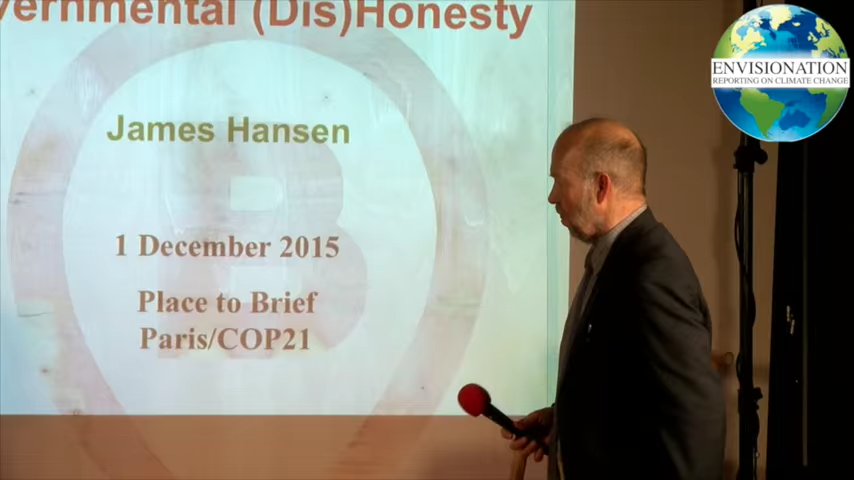 vernmental (Dis)Honesty
James Hansen
1 December 2015
Place to Brief
Paris/COP21
B
ENVISIONATION
REPORTING ON CLIMATE CHANGE